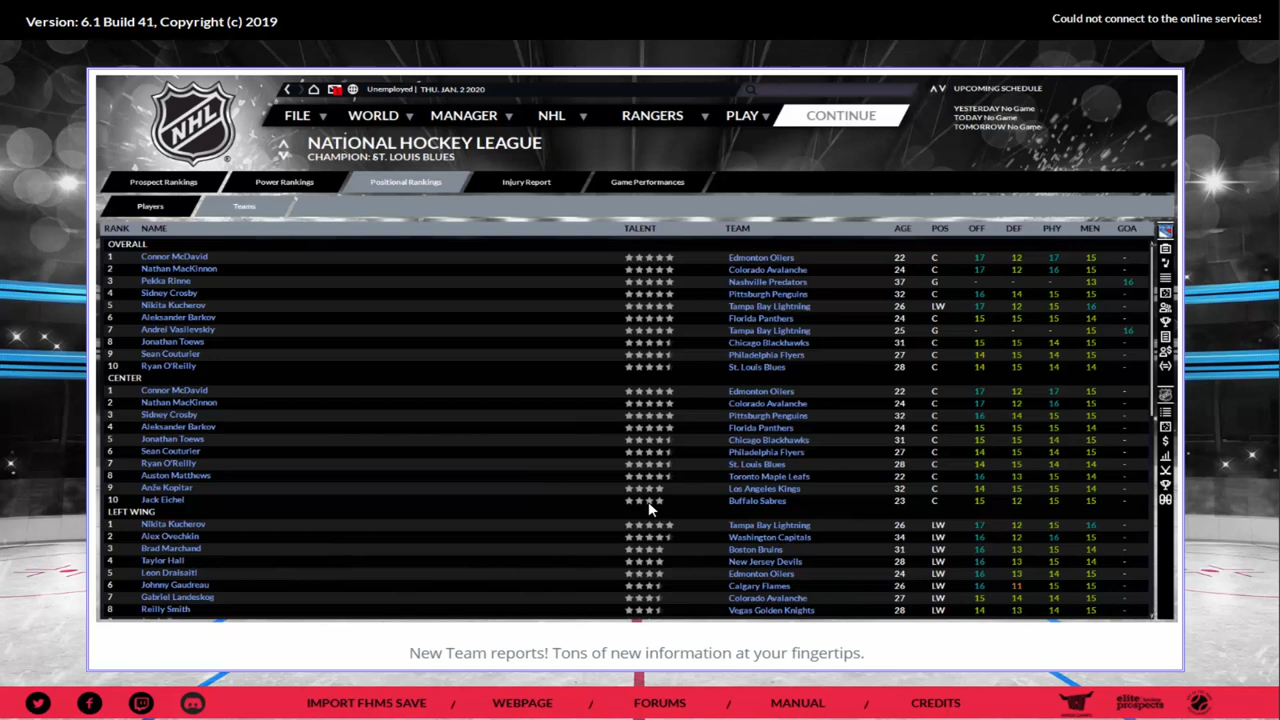 Version: 6.1 Build 41, Copyright (c) 2019
Could not connect to the online services!
Unemployed | THU. JAN. 2 2020
UPCOMING SCHEDULE
YESTERDAY No Game
TODAY No Game
TOMORROW No Game
FILE WORLD MANAGER NHL RANGERS PLAY CONTINUE
NHL
NATIONAL HOCKEY LEAGUE
CHAMPION: ST. LOUIS BLUES
Prospect Rankings Power Rankings Positional Rankings Injury Report Game Performances
Players Teams
RANK NAME TALENT TEAM AGE POS OFF DEF PHY MEN GOA
OVERALL
1 Connor McDavid Edmonton Oilers 22 C 17 12 17 15 -
2 Nathan MacKinnon Colorado Avalanche 24 C 17 12 16 15 -
3 Pekka Rinne Nashville Predators 37 G - - - 13 16
4 Sidney Crosby Pittsburgh Penguins 32 C 16 14 15 15 -
5 Nikita Kucherov Tampa Bay Lightning 26 LW 17 12 15 16 -
6 Aleksander Barkov Florida Panthers 24 C 15 15 15 14 -
7 Andrei Vasilevskiy Tampa Bay Lightning 25 G - - - 15 16
8 Jonathan Toews Chicago Blackhawks 31 C 15 15 14 15 -
9 Sean Couturier Philadelphia Flyers 27 C 14 15 14 15 -
10 Ryan O'Reilly St. Louis Blues 28 C 14 15 14 14 -
CENTER
1 Connor McDavid Edmonton Oilers 22 C 17 12 17 15 -
2 Nathan MacKinnon Colorado Avalanche 24 C 17 12 16 15 -
3 Sidney Crosby Pittsburgh Penguins 32 C 16 14 15 15 -
4 Aleksander Barkov Florida Panthers 24 C 15 15 15 14 -
5 Jonathan Toews Chicago Blackhawks 31 C 15 15 14 15 -
6 Sean Couturier Philadelphia Flyers 27 C 14 15 14 15 -
7 Ryan O'Reilly St. Louis Blues 28 C 14 15 14 14 -
8 Auston Matthews Toronto Maple Leafs 22 C 16 13 14 15 -
9 Anže Kopitar Los Angeles Kings 32 C 14 15 15 14 -
10 Jack Eichel Buffalo Sabres 23 C 15 12 15 15 -
LEFT WING
1 Nikita Kucherov Tampa Bay Lightning 26 LW 17 12 15 16 -
2 Alex Ovechkin Washington Capitals 34 LW 16 12 16 15 -
3 Brad Marchand Boston Bruins 31 LW 16 13 15 14 -
4 Taylor Hall New Jersey Devils 28 LW 16 13 15 14 -
5 Leon Draisaitl Edmonton Oilers 24 LW 16 13 14 15 -
6 Johnny Gaudreau Calgary Flames 26 LW 16 11 15 15 -
7 Gabriel Landeskog Colorado Avalanche 27 LW 15 14 14 15 -
8 Reilly Smith Vegas Golden Knights 28 LW 14 13 14 15 -
New Team reports! Tons of new information at your fingertips.
IMPORT FHM5 SAVE / WEBPAGE / FORUMS / MANUAL / CREDITS
elite prospects